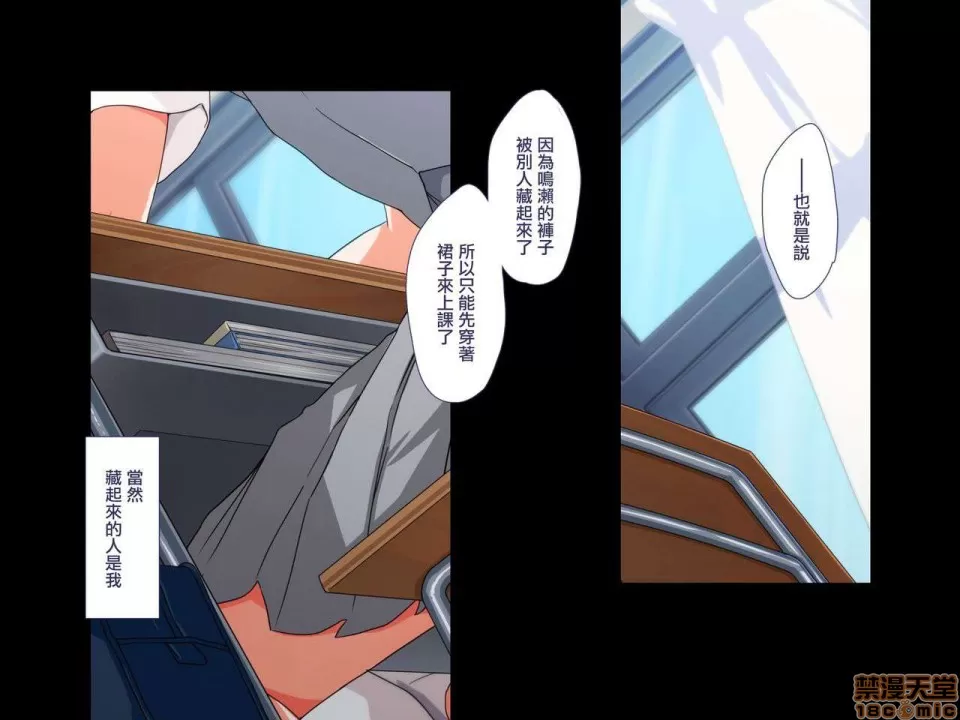 ——也就是説
因為鳴瀨的褲子
被別人藏起來了
所以只能先穿著
裙子來上課了
當然
藏起來的人是我
禁漫天堂
18comic